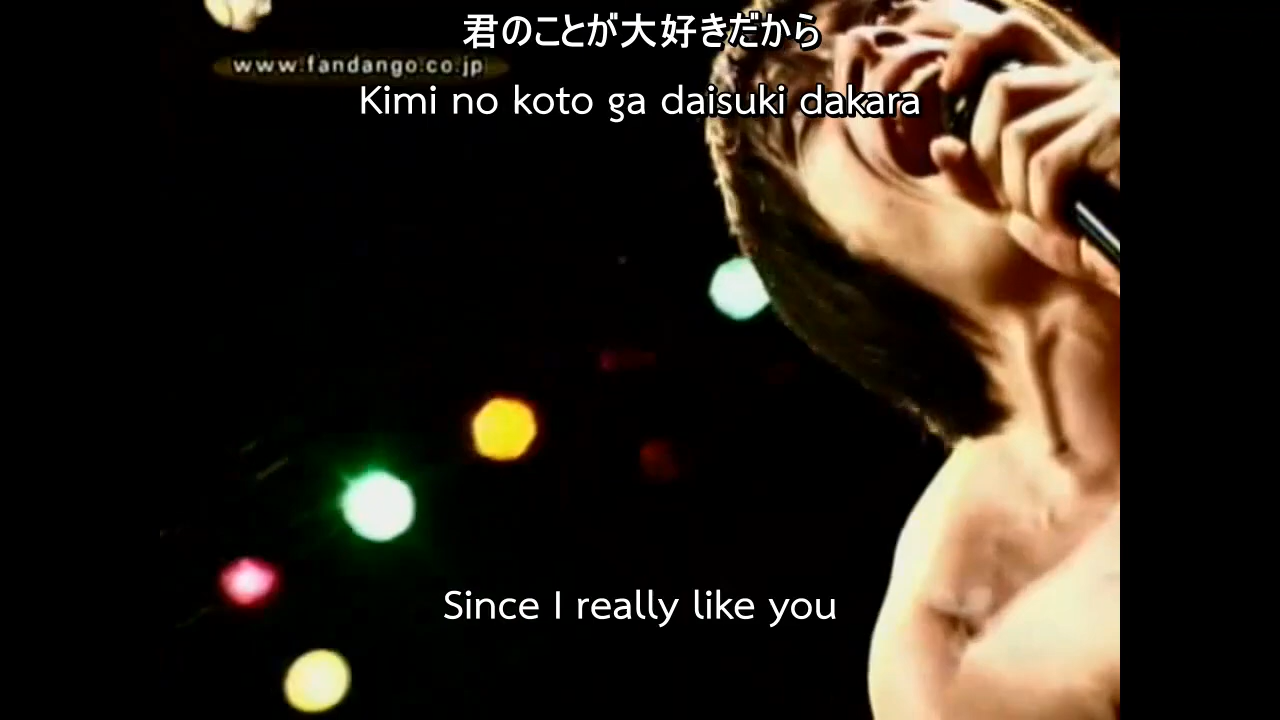 君のことが大好きだから
www.fandango.co.jp
Kimi no koto ga daisuki dakara
Since I really like you